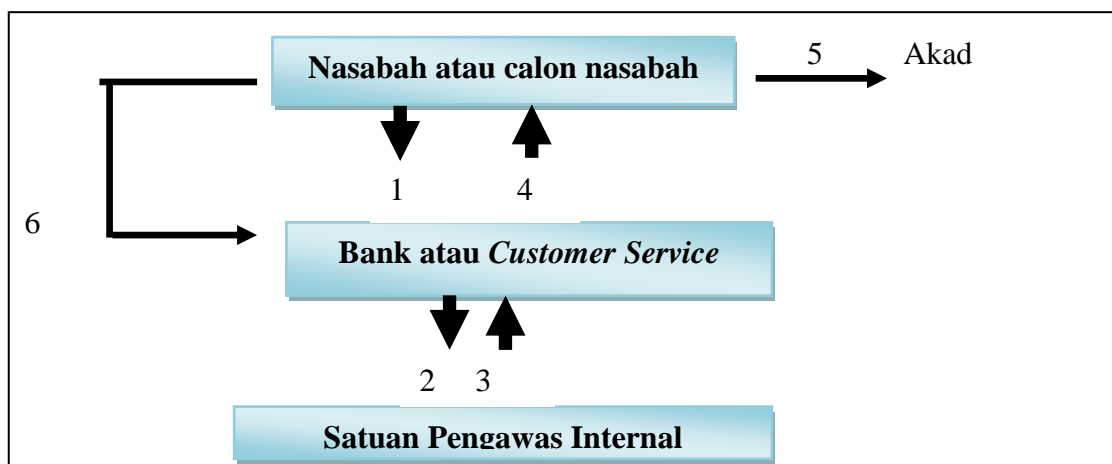 Nasabah atau calon nasabah
5
Akad
1
4
6
Bank atau Customer Service
2
3
Satuan Pengawas Internal